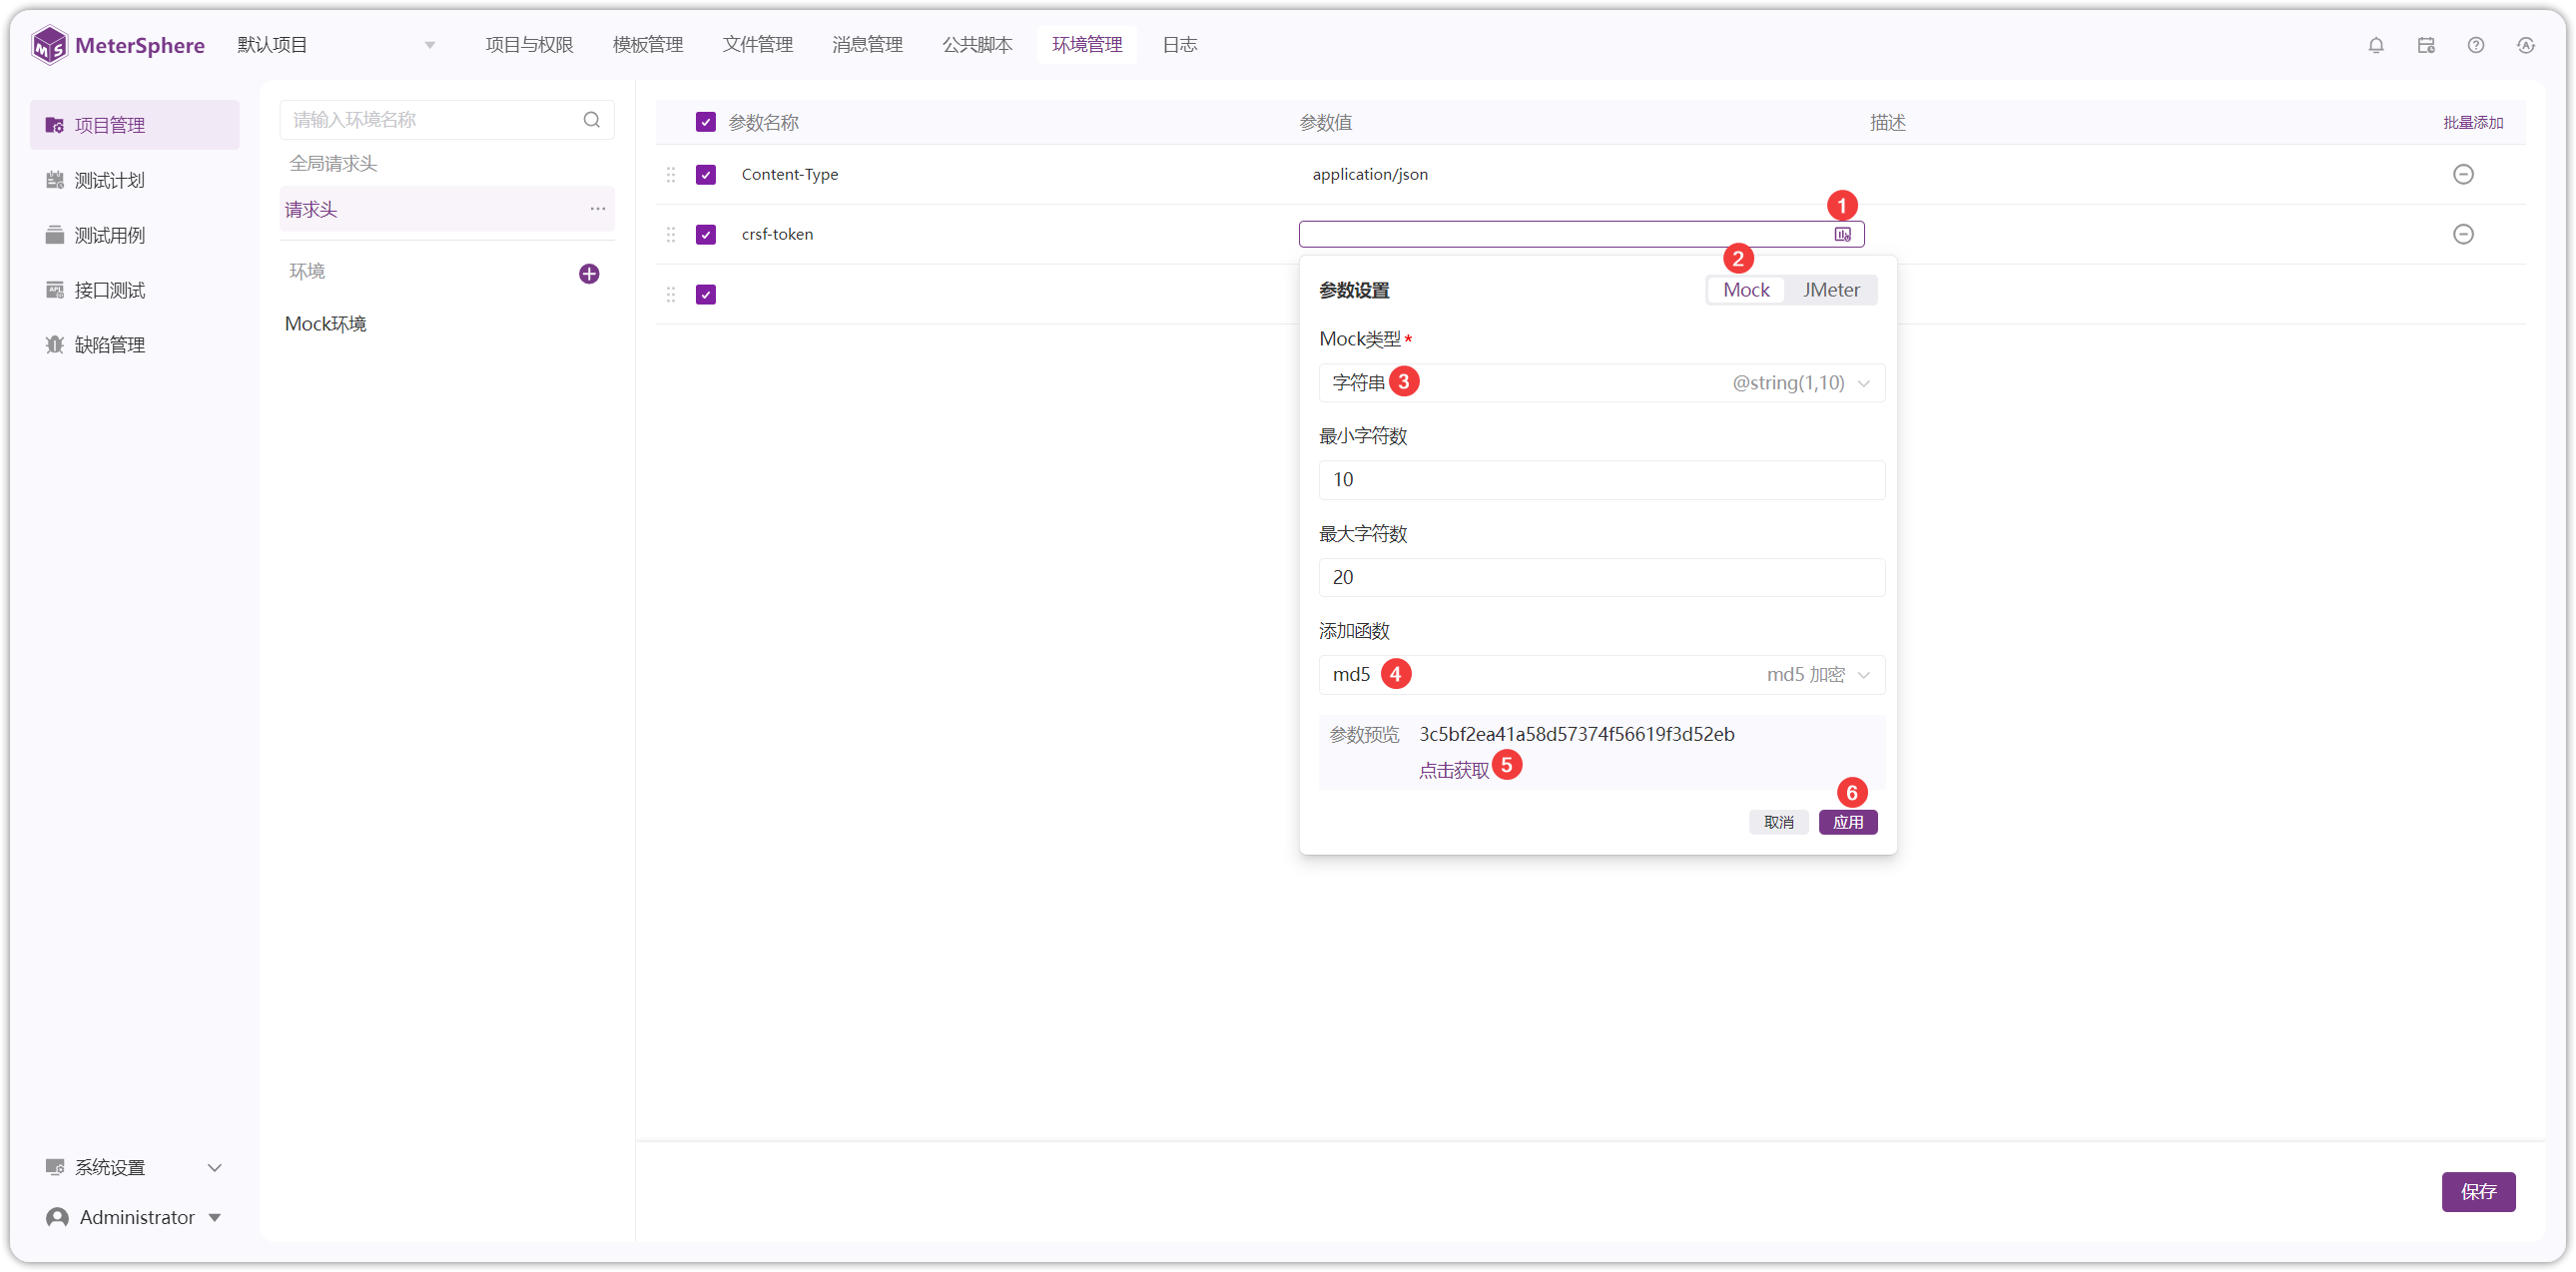 MeterSphere 默认项目 项目与权限 模板管理 文件管理 消息管理 公共脚本 环境管理 日志
项目管理
测试计划
测试用例
接口测试
缺陷管理
系统设置
Administrator
请输入环境名称
全局请求头
请求头 ...
环境
Mock环境
参数名称 参数值 描述 批量添加
Content-Type application/json
1
crsf-token
2
参数设置 Mock JMeter
Mock类型*
字符串 3 @string(1,10)
最小字符数
10
最大字符数
20
添加函数
md5 4 md5 加密
参数预览 3c5bf2ea41a58d57374f56619f3d52eb
点击获取 5
6
取消 应用
保存